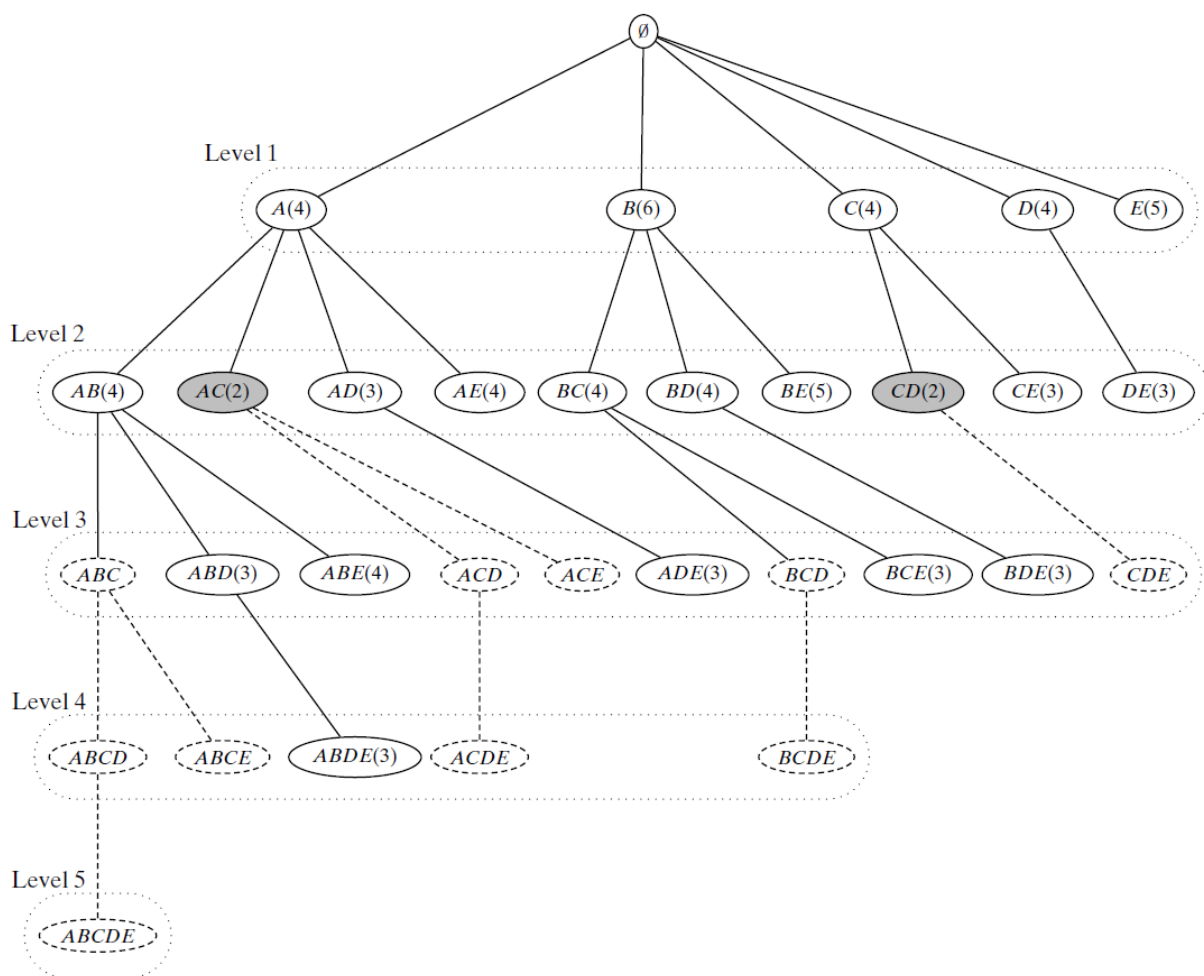 ∅
Level 1
A(4) B(6) C(4) D(4) E(5)
Level 2
AB(4) AC(2) AD(3) AE(4) BC(4) BD(4) BE(5) CD(2) CE(3) DE(3)
Level 3
ABC ABD(3) ABE(4) ACD ACE ADE(3) BCD BCE(3) BDE(3) CDE
Level 4
ABCD ABCE ABDE(3) ACDE BCDE
Level 5
ABCDE